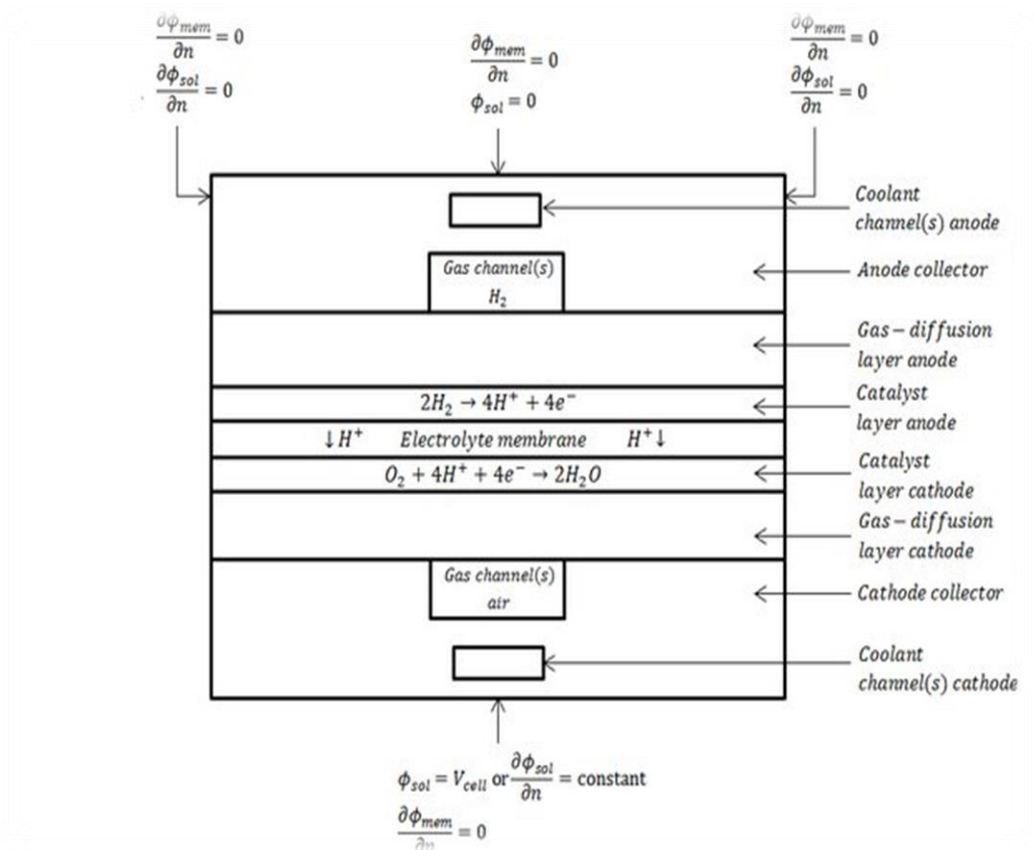 ∂ϕmem/∂n = 0
∂ϕsol/∂n = 0
∂ϕmem/∂n = 0
ϕsol = 0
∂ϕmem/∂n = 0
∂ϕsol/∂n = 0
Coolant
channel(s) anode
Gas channel(s)
H₂
Anode collector
Gas − diffusion
layer anode
2H₂ → 4H⁺ + 4e⁻
Catalyst
layer anode
↓H⁺ Electrolyte membrane H⁺↓
O₂ + 4H⁺ + 4e⁻ → 2H₂O
Catalyst
layer cathode
Gas − diffusion
layer cathode
Gas channel(s)
air
Cathode collector
Coolant
channel(s) cathode
ϕsol = Vcell or ∂ϕsol/∂n = constant
∂ϕmem/∂n = 0